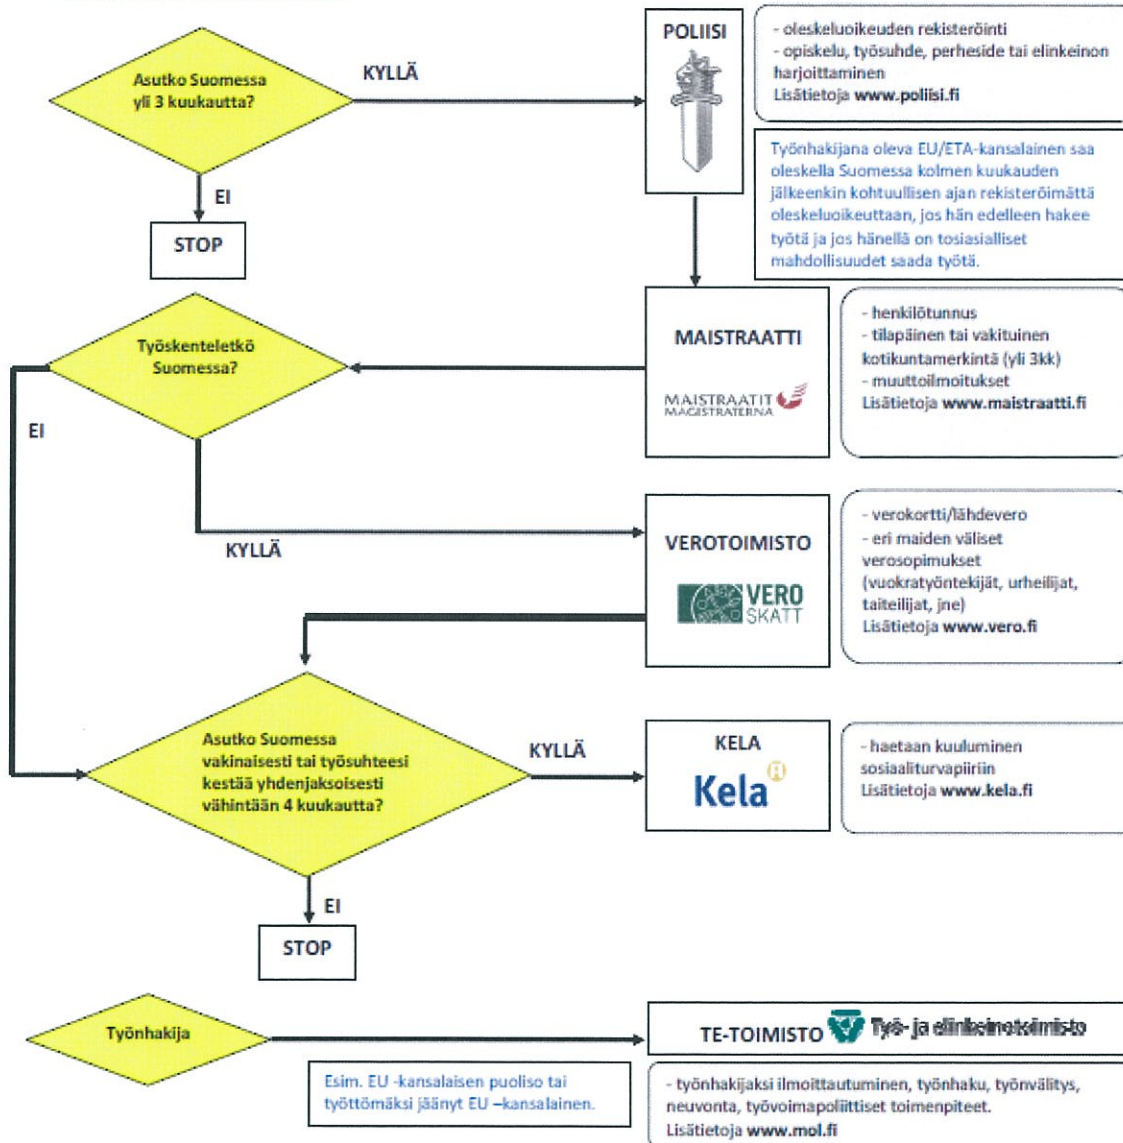 Asutko Suomessa
yli 3 kuukautta?
KYLLÄ
POLIISI
- oleskeluoikeuden rekisteröinti
- opiskelu, työsuhde, perheside tai elinkeinon
harjoittaminen
Lisätietoja www.poliisi.fi
Työnhakijana oleva EU/ETA-kansalainen saa
oleskella Suomessa kolmen kuukauden
jälkeenkin kohtuullisen ajan rekisteröimättä
oleskeluoikeuttaan, jos hän edelleen hakee
työtä ja jos hänellä on tosiasialliset
mahdollisuudet saada työtä.
EI
STOP
Työskenteletkö
Suomessa?
MAISTRAATTI
MAISTRAATIT
MAGISTRATERNA
- henkilötunnus
- tilapäinen tai vakituinen
kotikuntamerkintä (yli 3kk)
- muuttoilmoitukset
Lisätietoja www.maistraatti.fi
EI
KYLLÄ
VEROTOIMISTO
VERO
SKATT
- verokortti/lähdevero
- eri maiden väliset
verosopimukset
(vuokratyöntekijät, urheilijat,
taiteilijat, jne)
Lisätietoja www.vero.fi
Asutko Suomessa
vakinaisesti tai työsuhteesi
kestää yhdenjaksoisesti
vähintään 4 kuukautta?
KYLLÄ
KELA
Kela
- haetaan kuuluminen
sosiaaliturvapiiriin
Lisätietoja www.kela.fi
EI
STOP
Työnhakija
TE-TOIMISTO Työ- ja elinkeinotoimisto
Esim. EU -kansalaisen puoliso tai
työttömäksi jäänyt EU –kansalainen.
- työnhakijaksi ilmoittautuminen, työnhaku, työnvälitys,
neuvonta, työvoimapoliittiset toimenpiteet.
Lisätietoja www.mol.fi